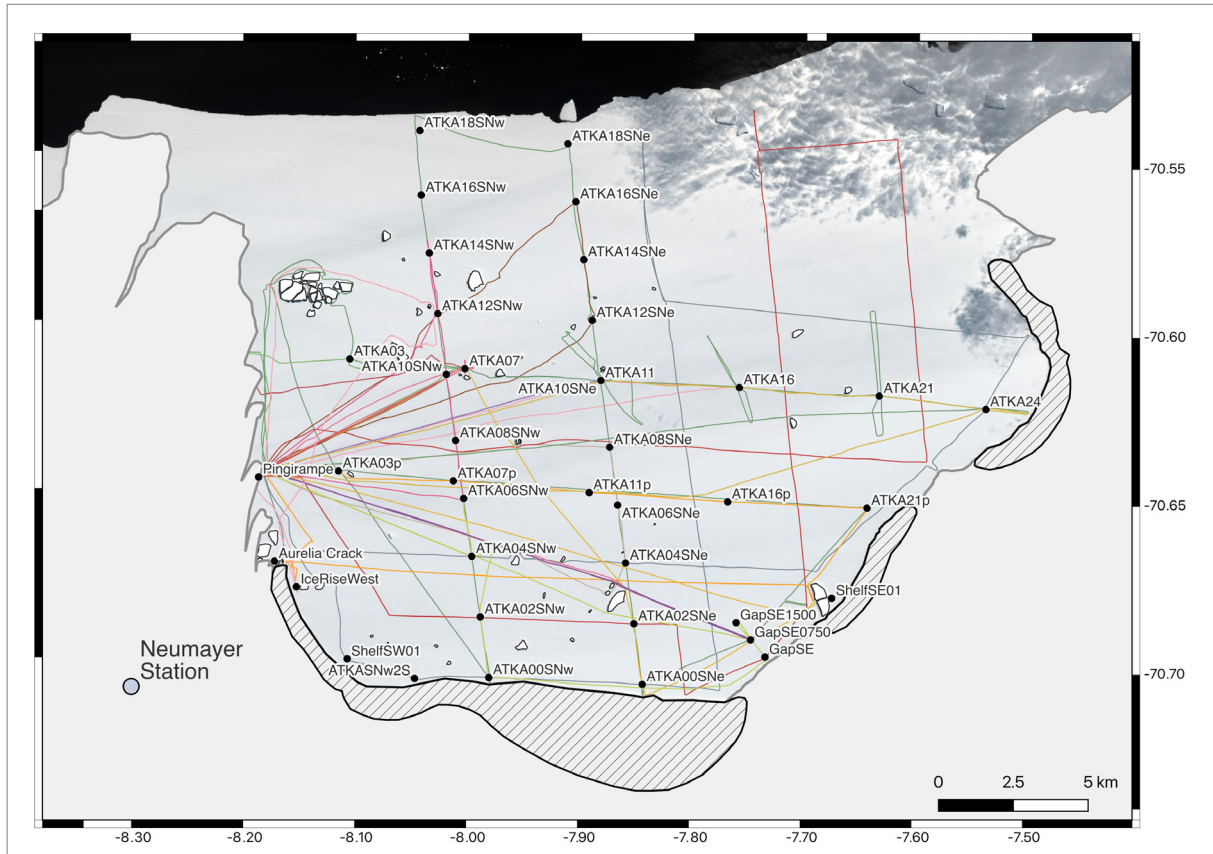 ATKA18SNw
ATKA18SNe
-70.55
ATKA16SNw
ATKA16SNe
ATKA14SNw
ATKA14SNe
ATKA12SNw
ATKA12SNe
-70.60
ATKA03
ATKA07
ATKA10SNw
ATKA11
ATKA10SNe
ATKA16
ATKA21
ATKA24
ATKA08SNw
ATKA08SNe
Pingirampe
ATKA03p
ATKA07p
ATKA11p
ATKA06SNw
ATKA16p
ATKA21p
-70.65
ATKA06SNe
Aurelia Crack
ATKA04SNw
ATKA04SNe
IceRiseWest
ShelfSE01
ATKA02SNw
ATKA02SNe
GapSE1500
GapSE0750
Neumayer
Station
ShelfSW01
GapSE
ATKASNw2S
ATKA00SNw
ATKA00SNe
-70.70
0 2.5 5 km
-8.30 -8.20 -8.10 -8.00 -7.90 -7.80 -7.70 -7.60 -7.50